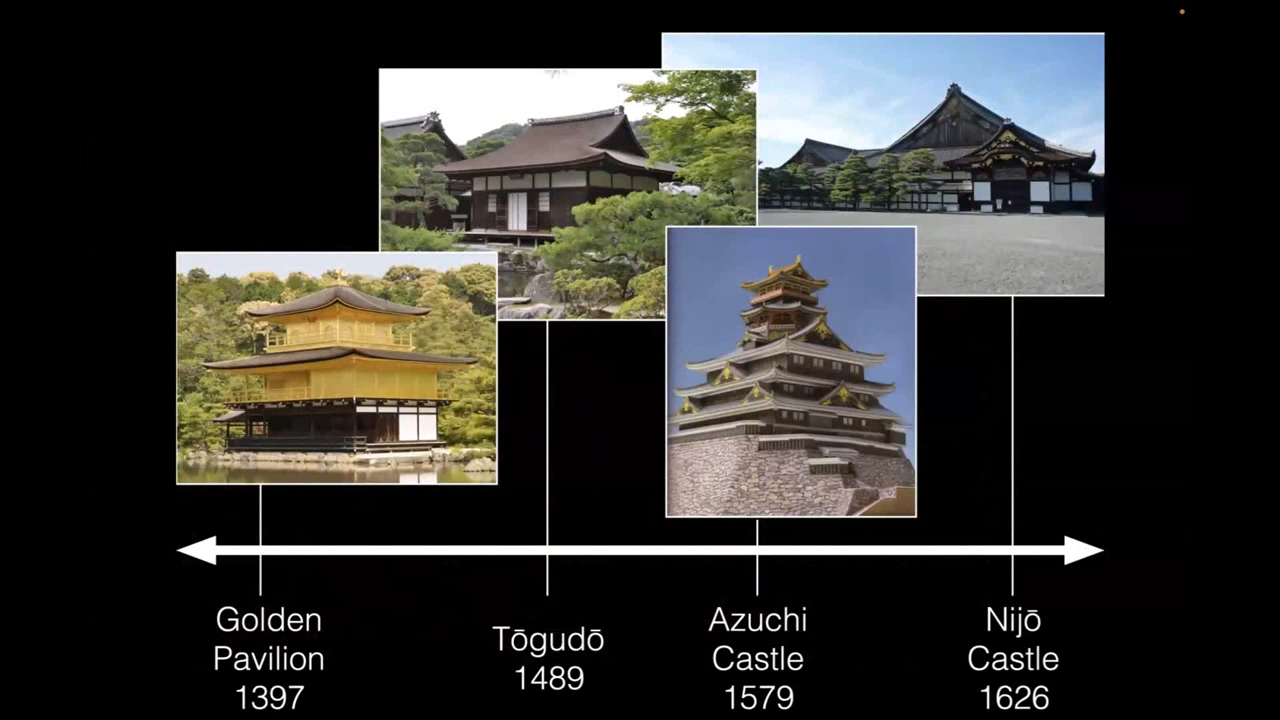 Golden
Pavilion
1397
Tōgudō
1489
Azuchi
Castle
1579
Nijō
Castle
1626